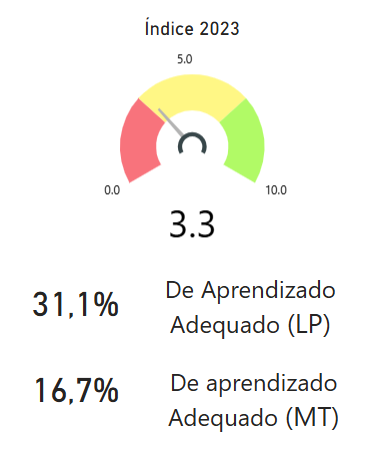 Índice 2023
5.0
0.0
10.0
3.3
31,1%
De Aprendizado
Adequado (LP)
16,7%
De aprendizado
Adequado (MT)